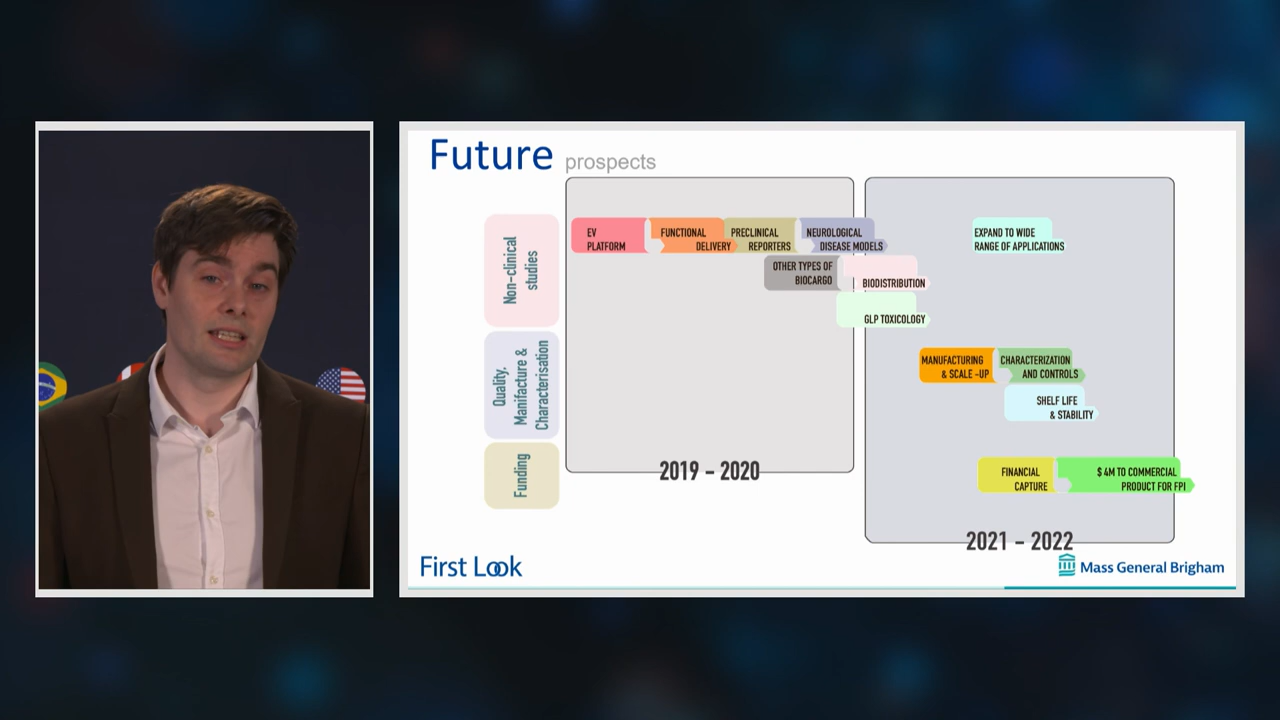 Future prospects
Non-clinical
studies
EV
PLATFORM
FUNCTIONAL
DELIVERY
PRECLINICAL
REPORTERS
NEUROLOGICAL
DISEASE MODELS
EXPAND TO WIDE
RANGE OF APPLICATIONS
OTHER TYPES OF
BIOCARGO
BIODISTRIBUTION
GLP TOXICOLOGY
Quality,
Manifacture &
Characterisation
MANUFACTURING
& SCALE -UP
CHARACTERIZATION
AND CONTROLS
SHELF LIFE
& STABILITY
Funding
FINANCIAL
CAPTURE
$ 4M TO COMMERCIAL
PRODUCT FOR FPI
2019 – 2020
2021 – 2022
First Look
Mass General Brigham